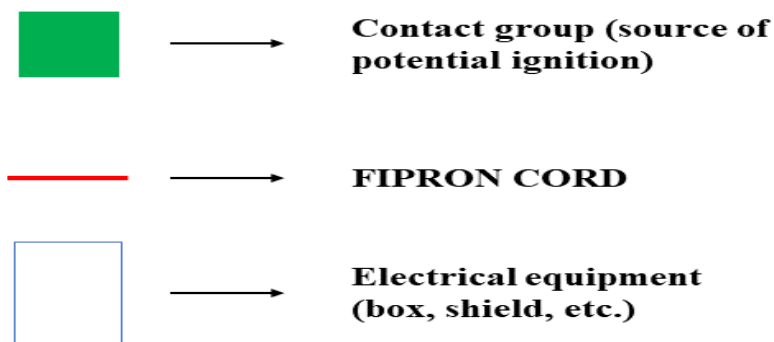 Contact group (source of
potential ignition)
FIPRON CORD
Electrical equipment
(box, shield, etc.)